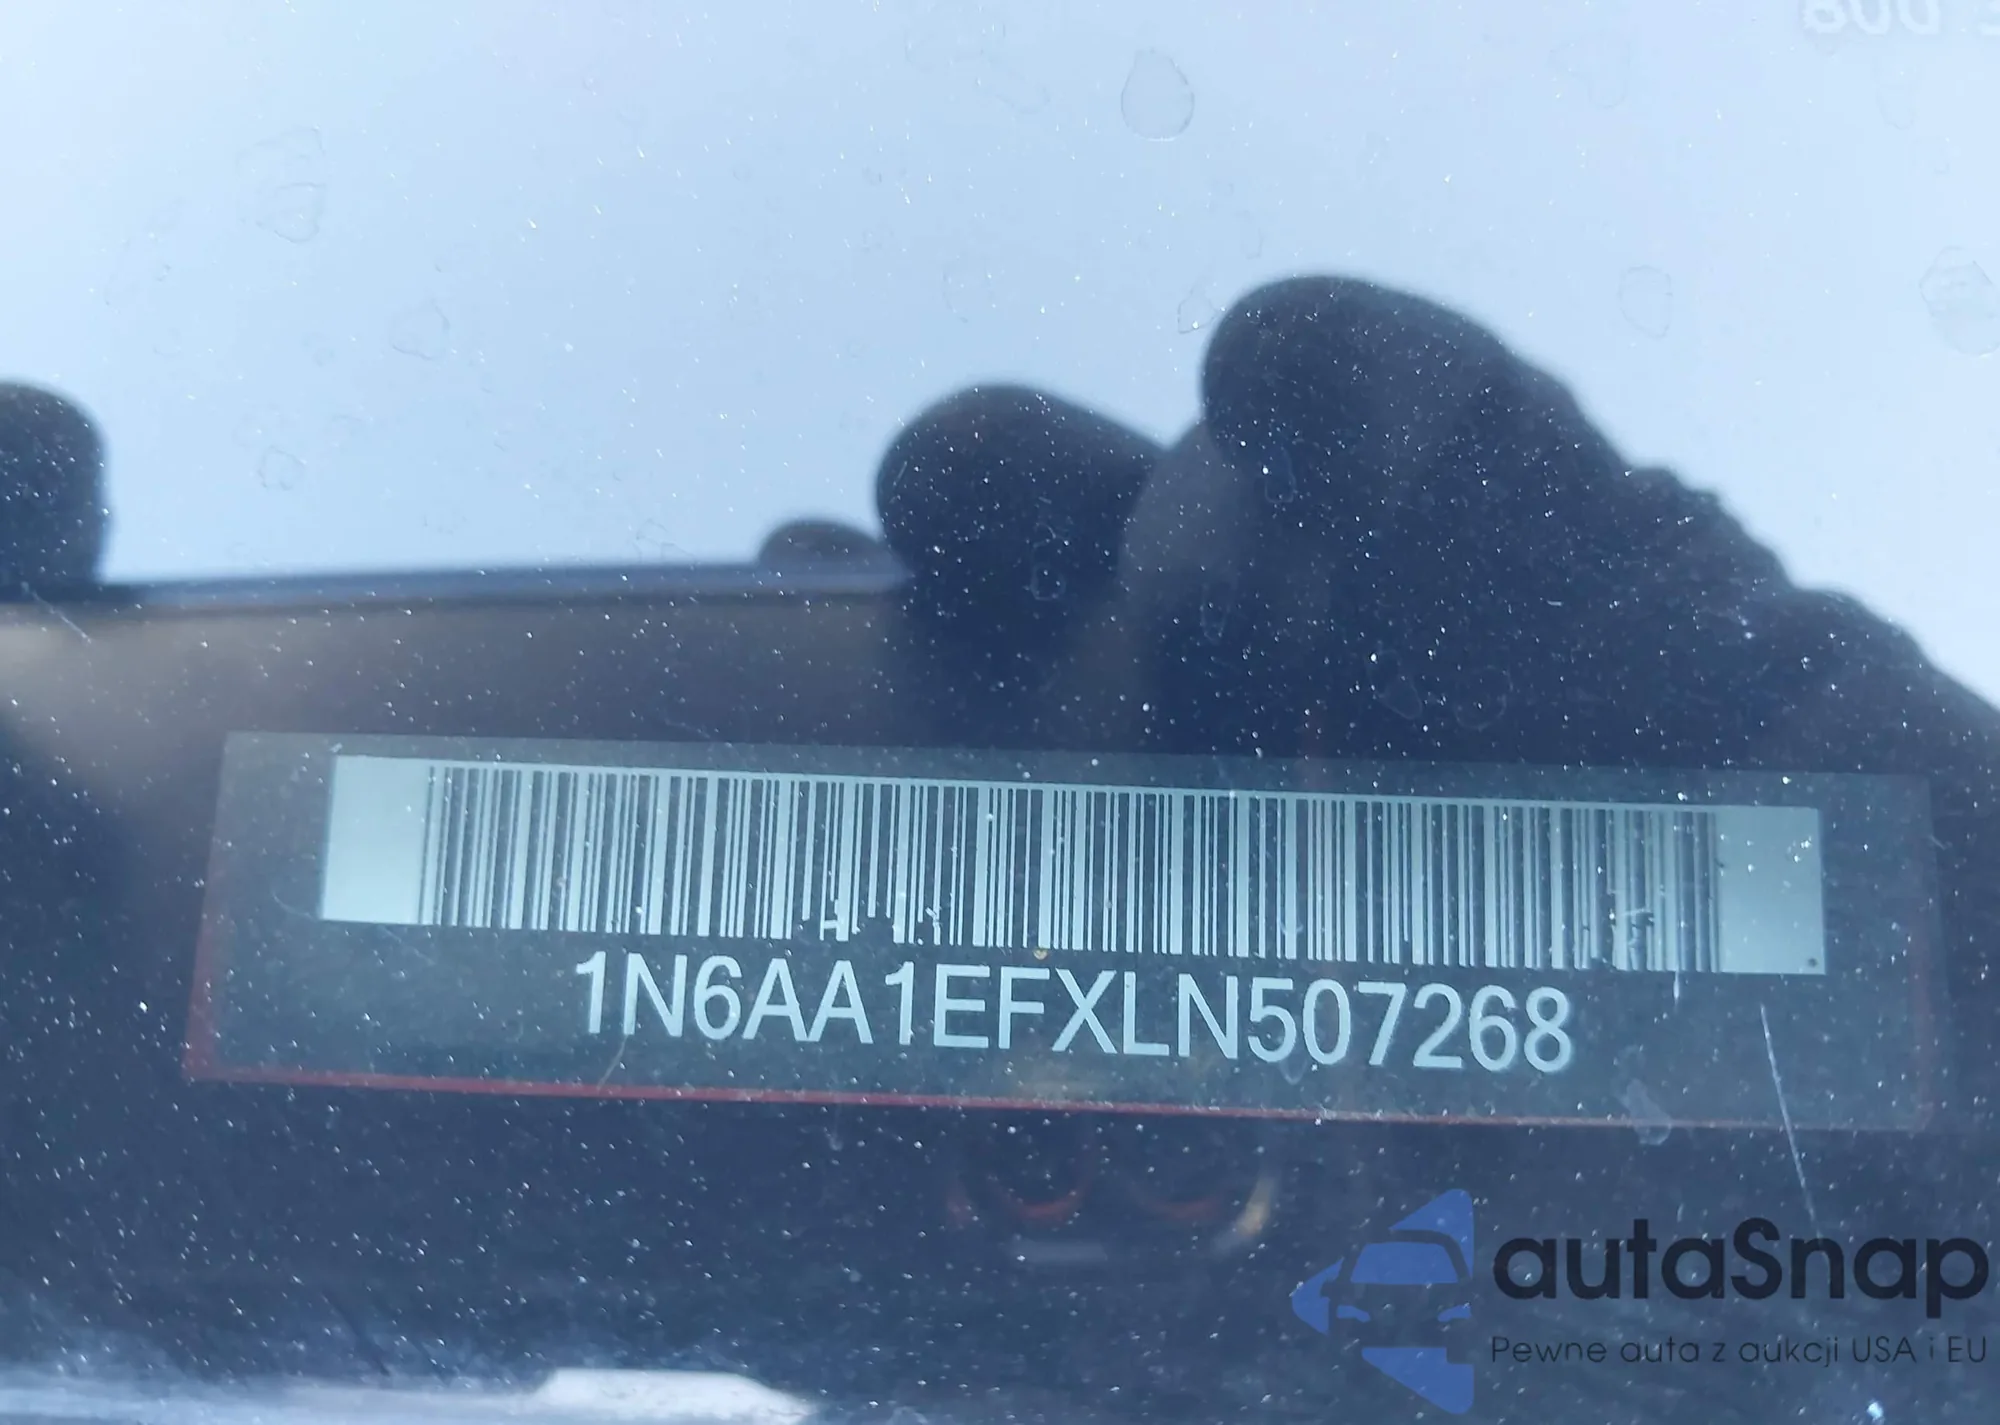 1N6AA1EFXLN507268
autaSnap
Pewne auta z aukcji USA i EU